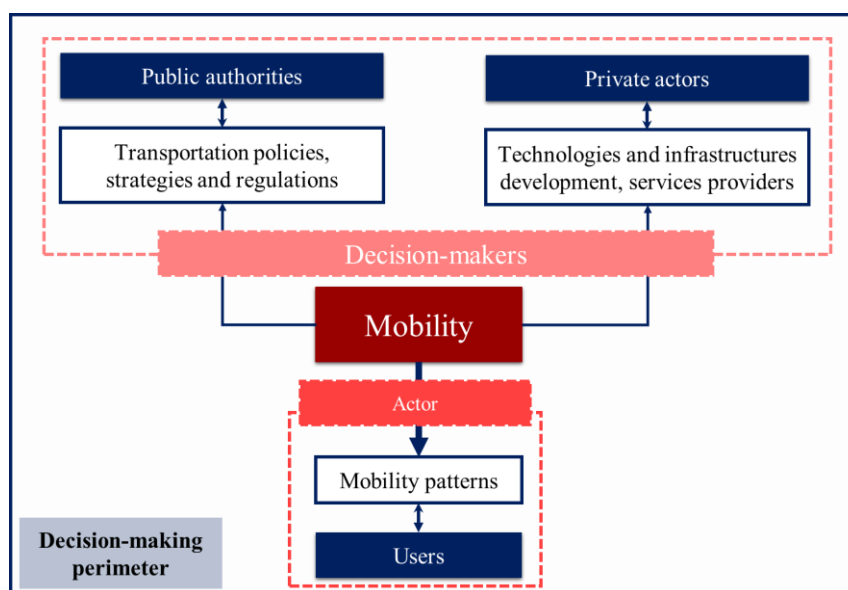 Public authorities
Private actors
Transportation policies,
strategies and regulations
Technologies and infrastructures
development, services providers
Decision-makers
Mobility
Actor
Mobility patterns
Users
Decision-making
perimeter